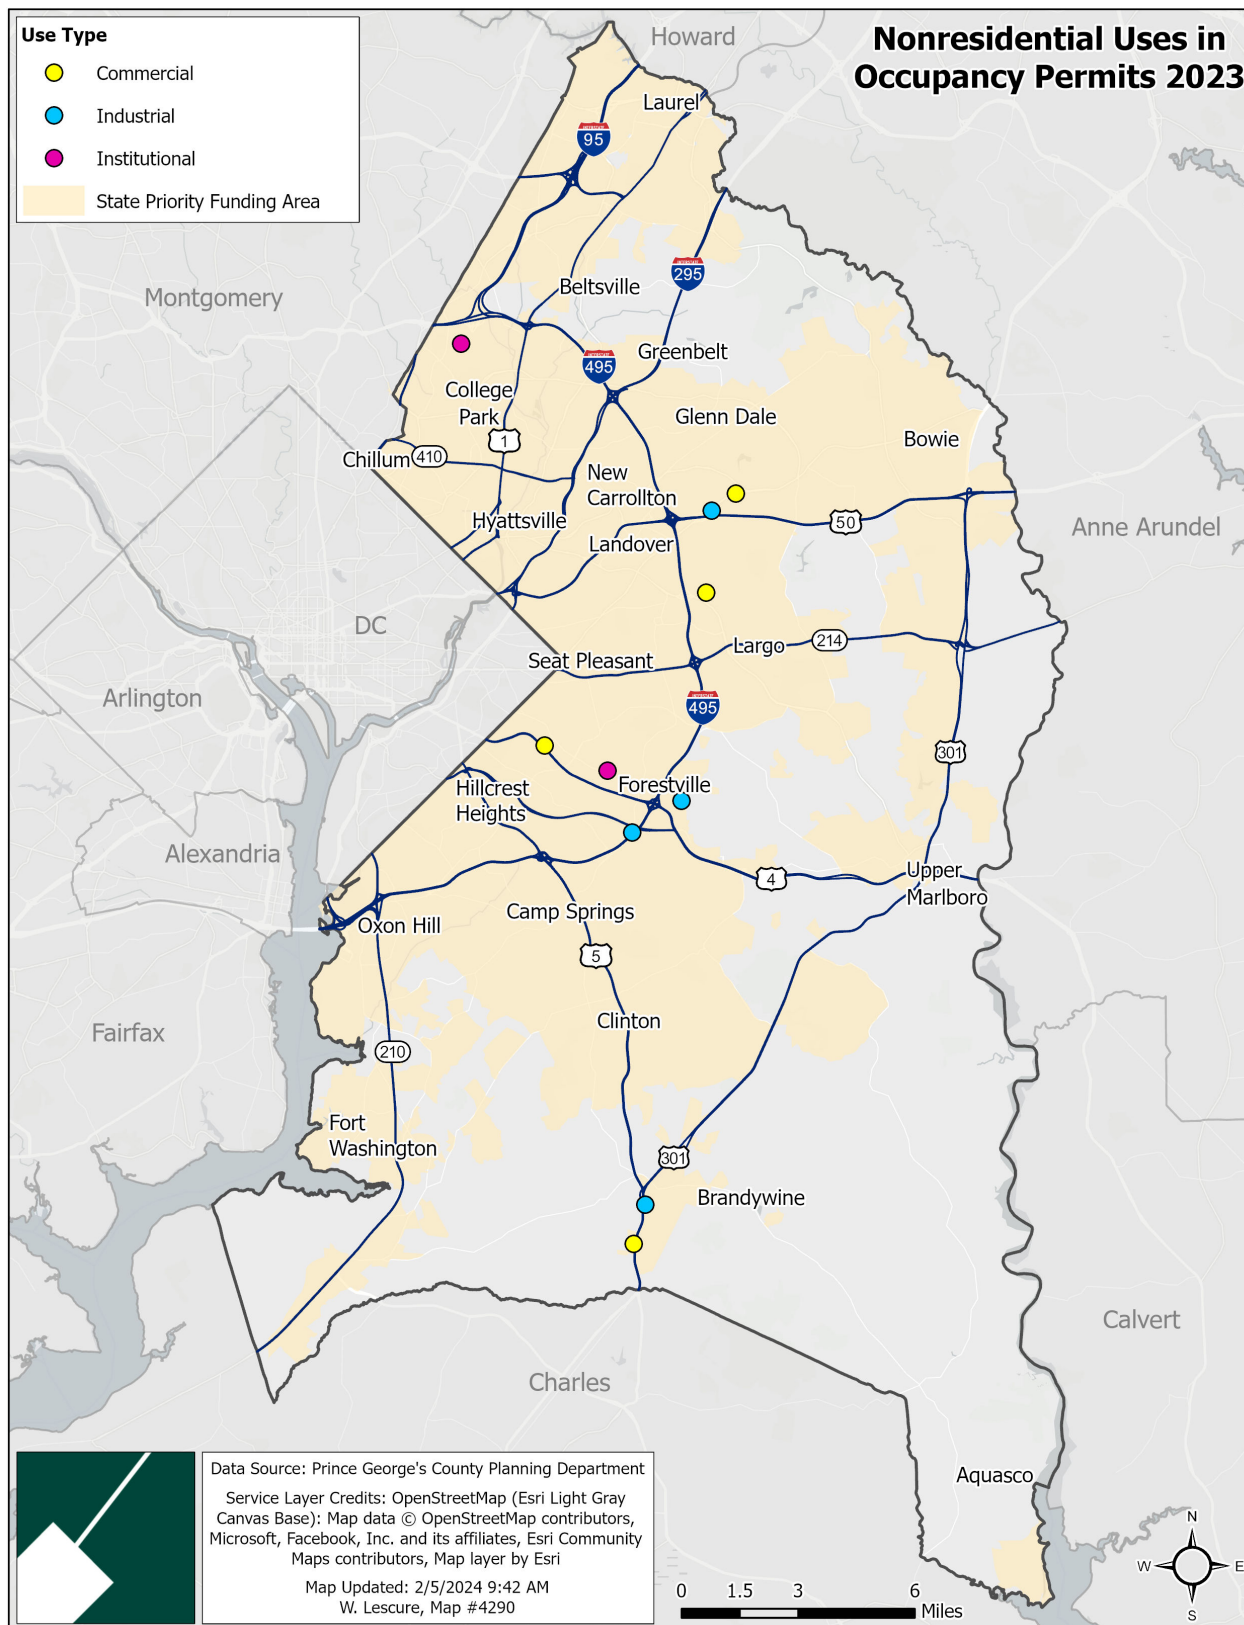 Use Type
Commercial
Industrial
Institutional
State Priority Funding Area
Nonresidential Uses in
Occupancy Permits 2023
Howard
Laurel
INTERSTATE
95
INTERSTATE
295
Beltsville
Montgomery
Greenbelt
INTERSTATE
495
College
Park
Glenn Dale
Bowie
1
Chillum
410
New
Carrollton
Hyattsville
50
Anne Arundel
Landover
DC
Largo
214
Seat Pleasant
Arlington
INTERSTATE
495
301
Forestville
Hillcrest
Heights
Alexandria
4
Upper
Marlboro
Camp Springs
Oxon Hill
5
Clinton
Fairfax
210
Fort
Washington
301
Brandywine
Calvert
Charles
Aquasco
Data Source: Prince George's County Planning Department
Service Layer Credits: OpenStreetMap (Esri Light Gray
Canvas Base): Map data © OpenStreetMap contributors,
Microsoft, Facebook, Inc. and its affiliates, Esri Community
Maps contributors, Map layer by Esri
Map Updated: 2/5/2024 9:42 AM
W. Lescure, Map #4290
0 1.5 3 6
Miles
N
W E
S